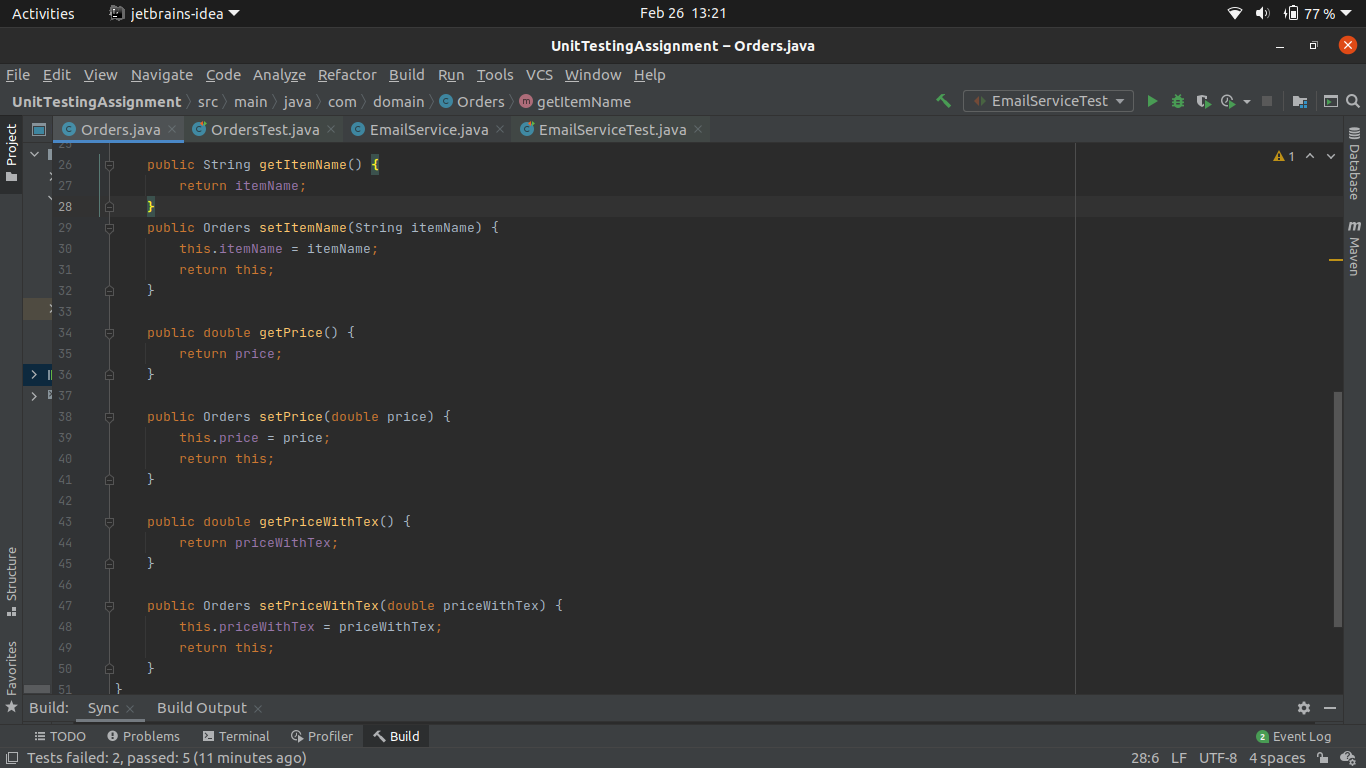 Activities jetbrains-idea Feb 26 13:21 77 %
UnitTestingAssignment – Orders.java
File Edit View Navigate Code Analyze Refactor Build Run Tools VCS Window Help
UnitTestingAssignment src main java com domain Orders getItemName EmailServiceTest
Orders.java OrdersTest.java EmailService.java EmailServiceTest.java
Project
Structure
Favorites
Database
Maven
1
25
26 public String getItemName() {
27 return itemName;
28 }
29 public Orders setItemName(String itemName) {
30 this.itemName = itemName;
31 return this;
32 }
33
34 public double getPrice() {
35 return price;
36 }
37
38 public Orders setPrice(double price) {
39 this.price = price;
40 return this;
41 }
42
43 public double getPriceWithTex() {
44 return priceWithTex;
45 }
46
47 public Orders setPriceWithTex(double priceWithTex) {
48 this.priceWithTex = priceWithTex;
49 return this;
50 }
51 }
Build: Sync Build Output
TODO Problems Terminal Profiler Build 2 Event Log
Tests failed: 2, passed: 5 (11 minutes ago) 28:6 LF UTF-8 4 spaces